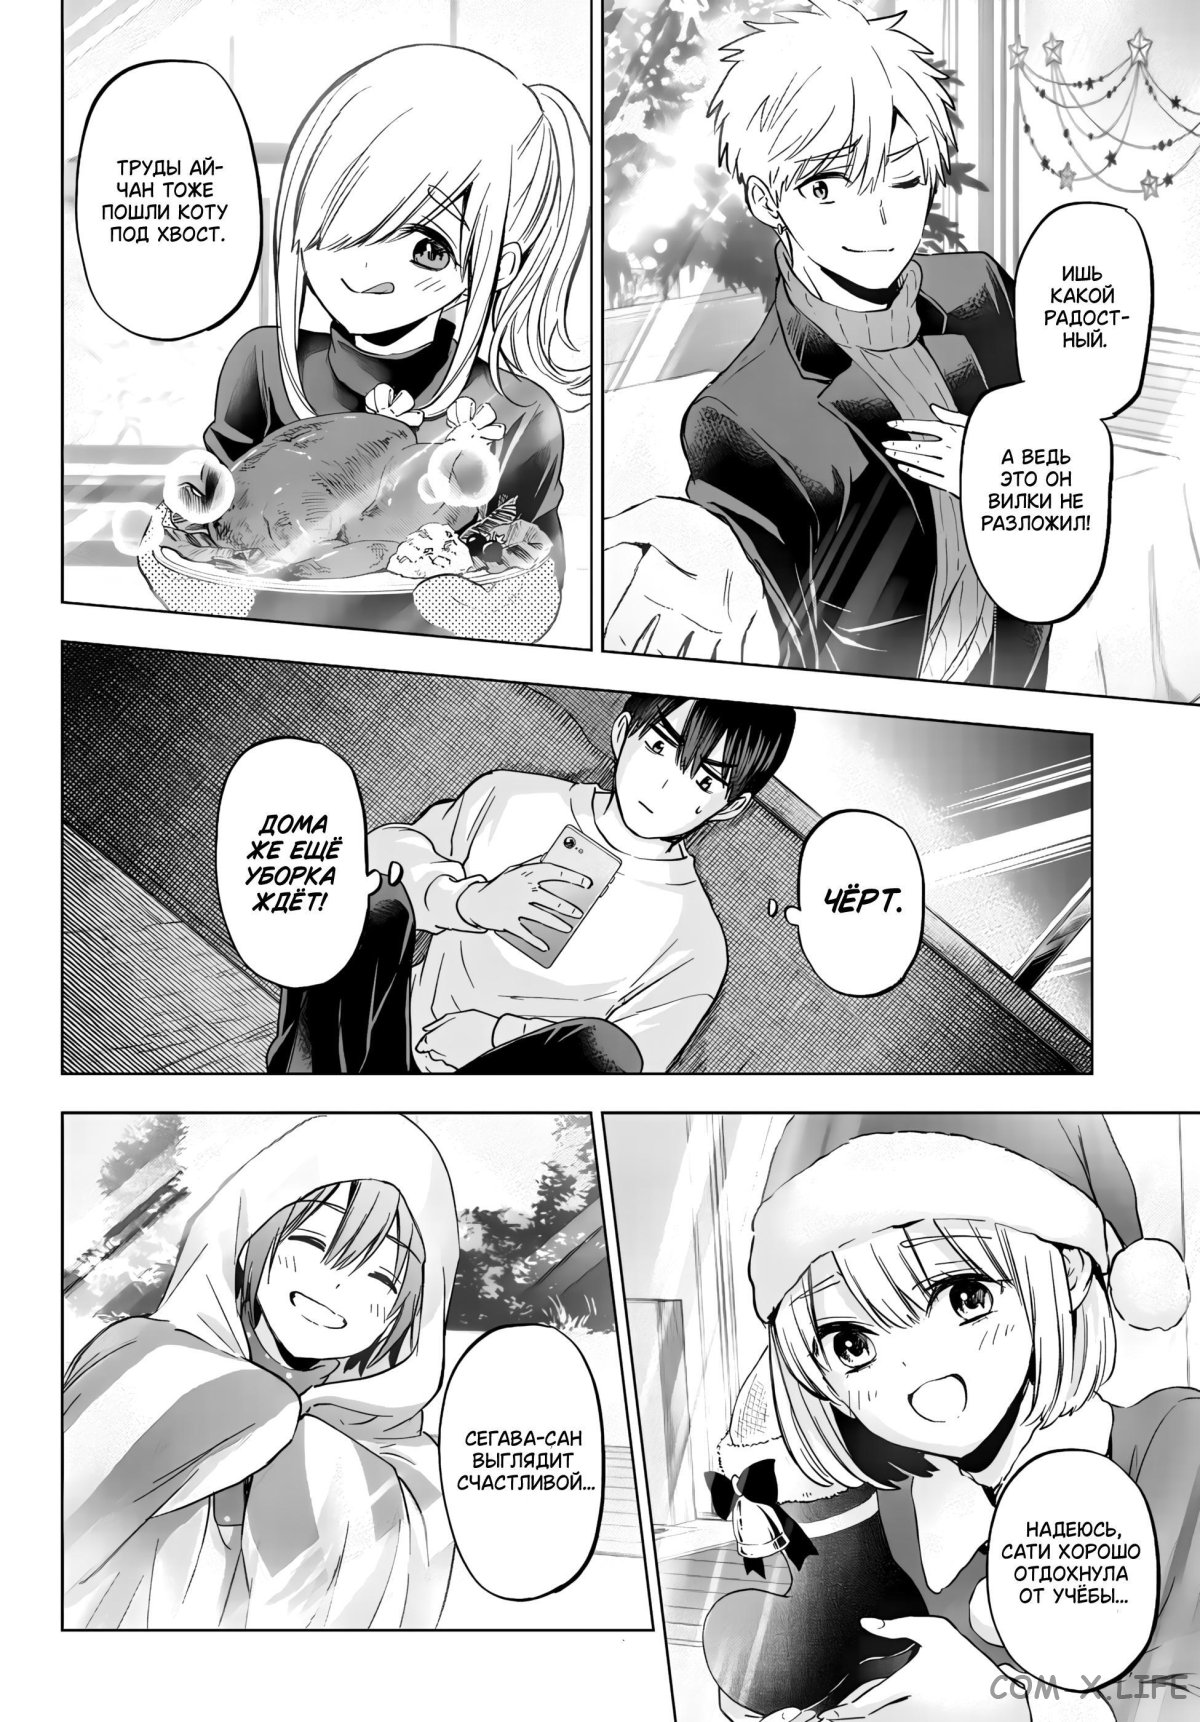 ИШЬ
КАКОЙ
РАДОСТ-
НЫЙ.
А ВЕДЬ
ЭТО ОН
ВИЛКИ НЕ
РАЗЛОЖИЛ!
ТРУДЫ АЙ-
ЧАН ТОЖЕ
ПОШЛИ КОТУ
ПОД ХВОСТ.
ЧЁРТ.
ДОМА
ЖЕ ЕЩЁ
УБОРКА
ЖДЁТ!
НАДЕЮСЬ,
САТИ ХОРОШО
ОТДОХНУЛА
ОТ УЧЁБЫ...
СЕГАВА-САН
ВЫГЛЯДИТ
СЧАСТЛИВОЙ...
COM-X.LIFE